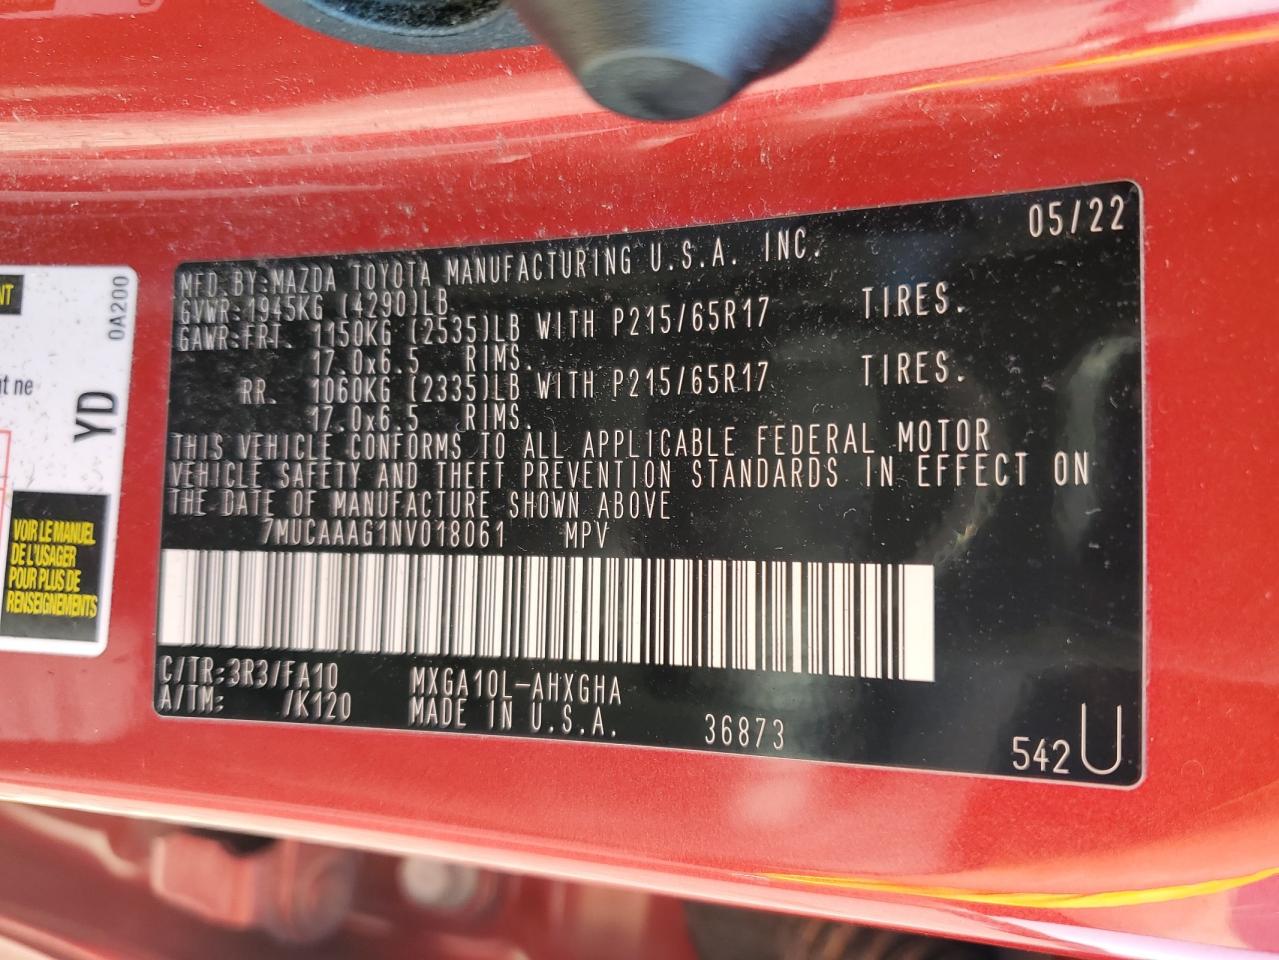 05/22
MFD. BY: MAZDA TOYOTA MANUFACTURING U.S.A. INC.
GVWR: 1945KG (4290)LB
GAWR: FRT. 1150KG (2535)LB WITH P215/65R17 TIRES.
17.0x6.5 RIMS.
RR. 1060KG (2335)LB WITH P215/65R17 TIRES.
17.0x6.5 RIMS.
THIS VEHICLE CONFORMS TO ALL APPLICABLE FEDERAL MOTOR
VEHICLE SAFETY AND THEFT PREVENTION STANDARDS IN EFFECT ON
THE DATE OF MANUFACTURE SHOWN ABOVE
7MUCAAAG1NV018061 MPV
C/TR: 3R3/FA10 MXGA10L-AHXGHA
A/TM: /K120 MADE IN U.S.A. 36873
542 U
0A200
YD
ne
VOIR LE MANUEL
DE L'USAGER
POUR PLUS DE
RENSEIGNEMENTS